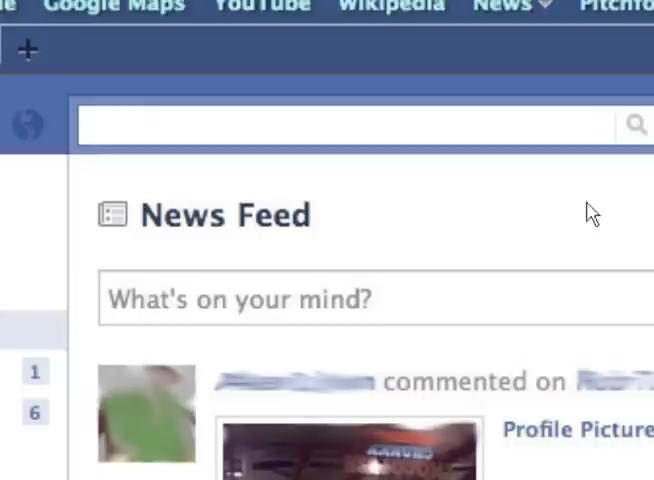 Google Maps YouTube Wikipedia News
+
News Feed
What's on your mind?
1
commented on
6
Profile Picture